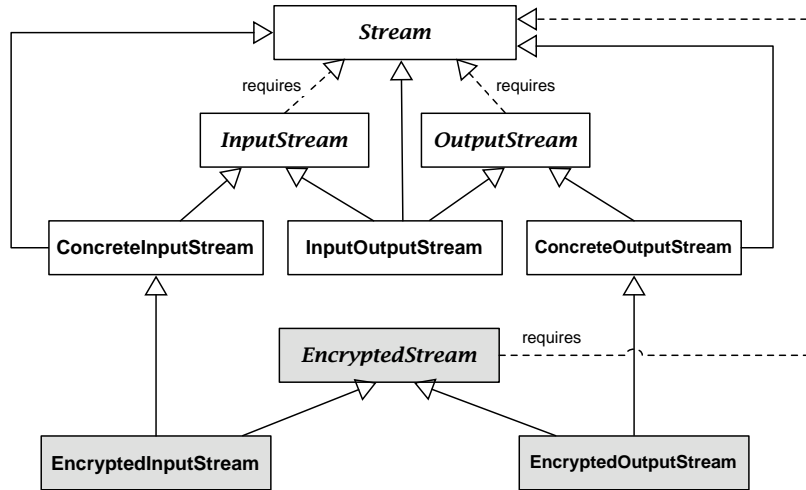 Stream
requires
requires
InputStream
OutputStream
ConcreteInputStream
InputOutputStream
ConcreteOutputStream
requires
EncryptedStream
EncryptedInputStream
EncryptedOutputStream